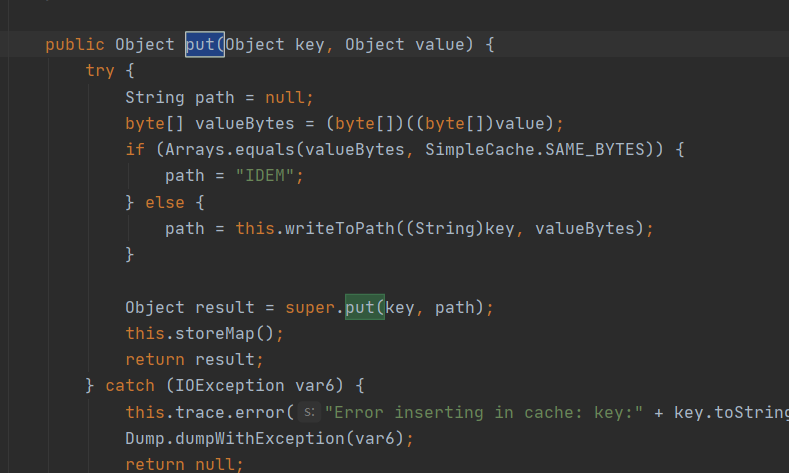 public Object put(Object key, Object value) {
try {
String path = null;
byte[] valueBytes = (byte[])((byte[])value);
if (Arrays.equals(valueBytes, SimpleCache.SAME_BYTES)) {
path = "IDEM";
} else {
path = this.writeToPath((String)key, valueBytes);
}
Object result = super.put(key, path);
this.storeMap();
return result;
} catch (IOException var6) {
this.trace.error( s: "Error inserting in cache: key:" + key.toString
Dump.dumpWithException(var6);
return null;